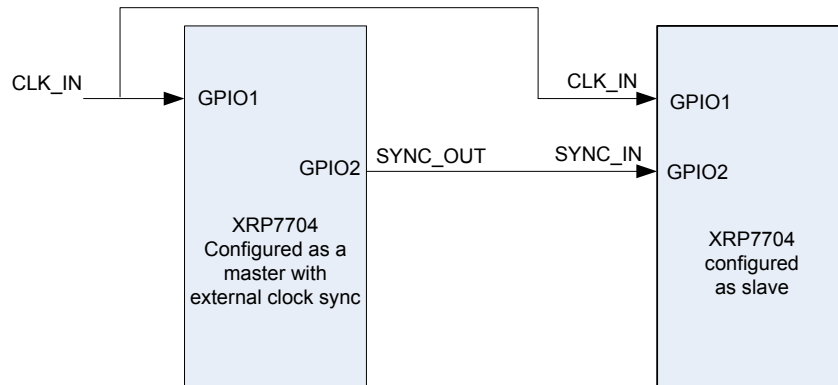 CLK_IN
GPIO1
CLK_IN
GPIO1
GPIO2
SYNC_OUT
SYNC_IN
GPIO2
XRP7704
Configured as a
master with
external clock sync
XRP7704
configured
as slave